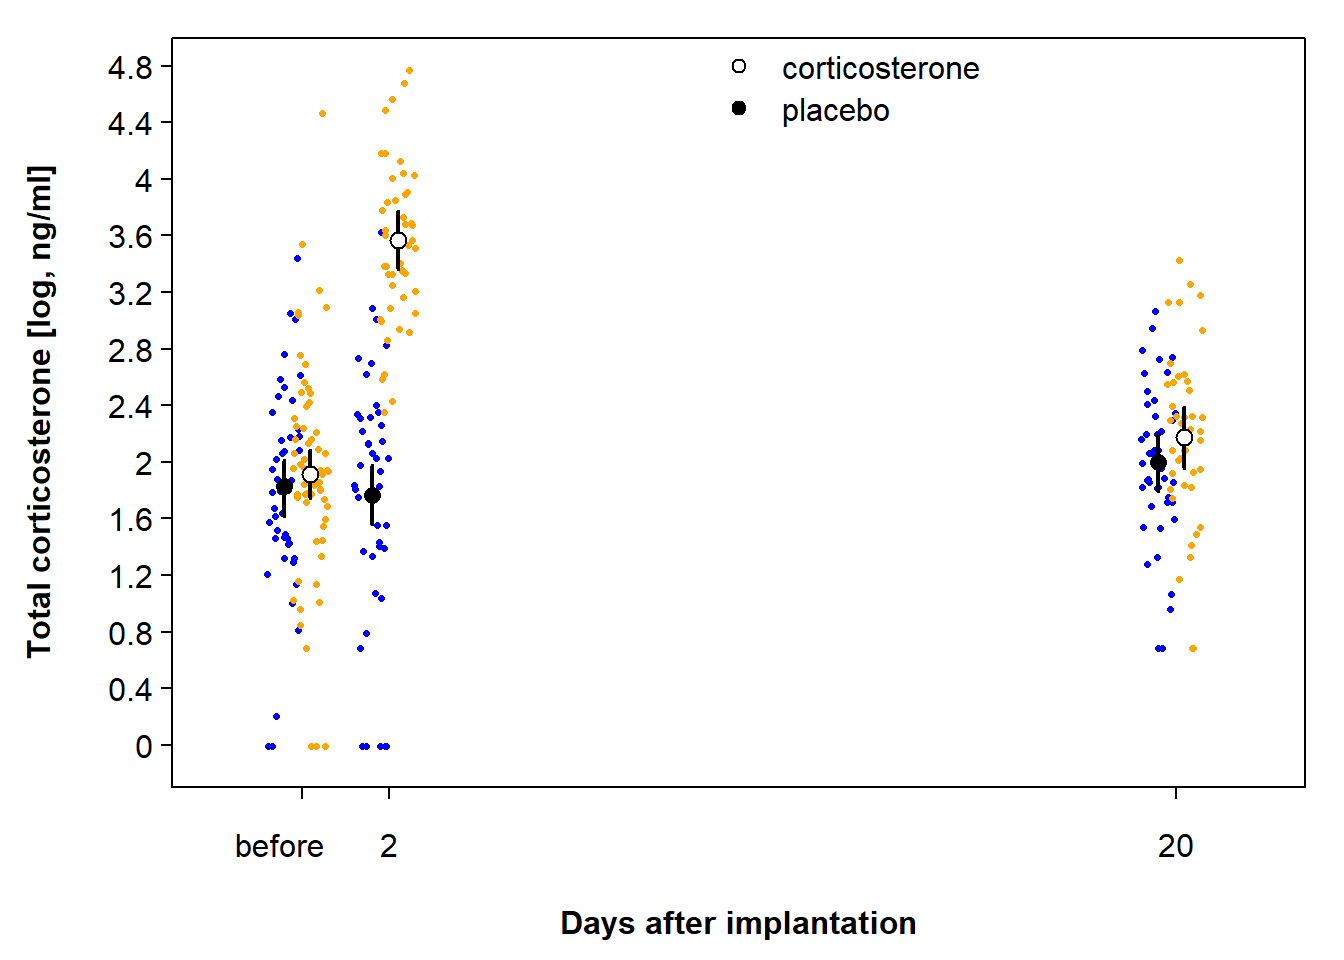 Total corticosterone [log, ng/ml]
4.8
4.4
4
3.6
3.2
2.8
2.4
2
1.6
1.2
0.8
0.4
0
corticosterone
placebo
before 2 20
Days after implantation